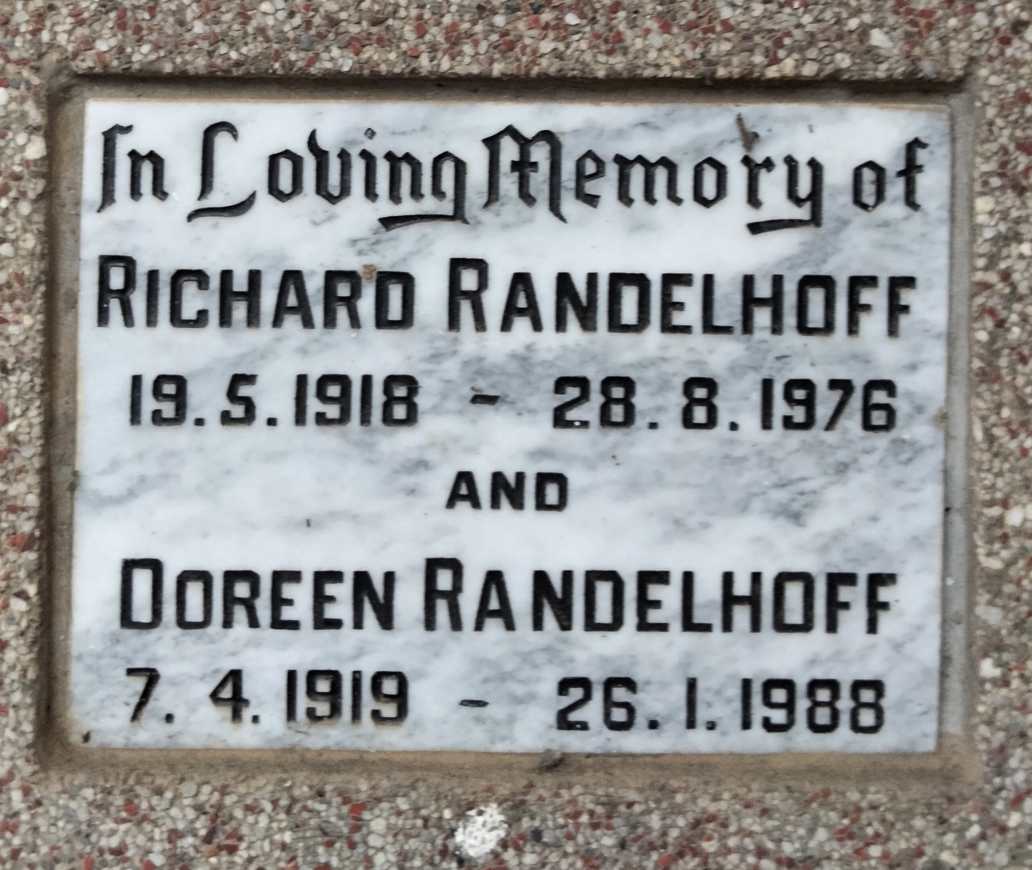 In Loving Memory of
RICHARD RANDELHOFF
19.5.1918 - 28.8.1976
AND
DOREEN RANDELHOFF
7.4.1919 - 26.1.1988